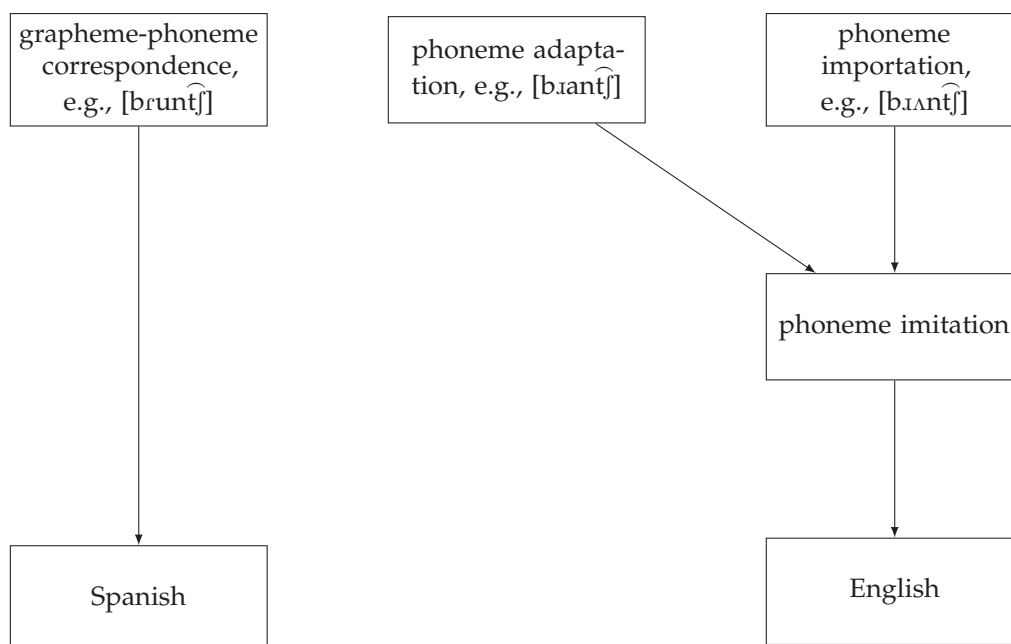 grapheme-phoneme
correspondence,
e.g., [bɾunt͡ʃ]
phoneme adapta-
tion, e.g., [bɹant͡ʃ]
phoneme
importation,
e.g., [bɹʌnt͡ʃ]
phoneme imitation
Spanish
English